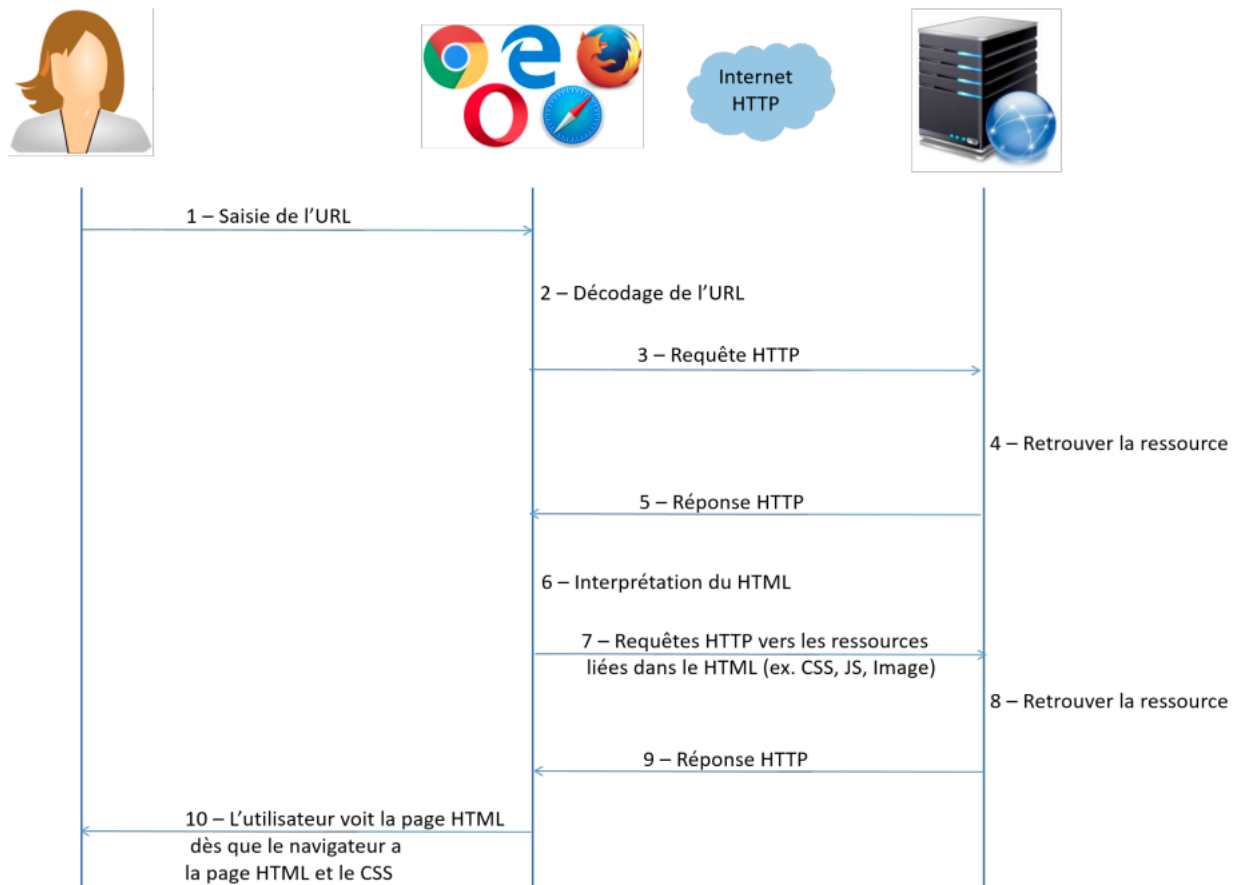 Internet
HTTP
1 – Saisie de l’URL
2 – Décodage de l’URL
3 – Requête HTTP
4 – Retrouver la ressource
5 – Réponse HTTP
6 – Interprétation du HTML
7 – Requêtes HTTP vers les ressources
liées dans le HTML (ex. CSS, JS, Image)
8 – Retrouver la ressource
9 – Réponse HTTP
10 – L’utilisateur voit la page HTML
dès que le navigateur a
la page HTML et le CSS